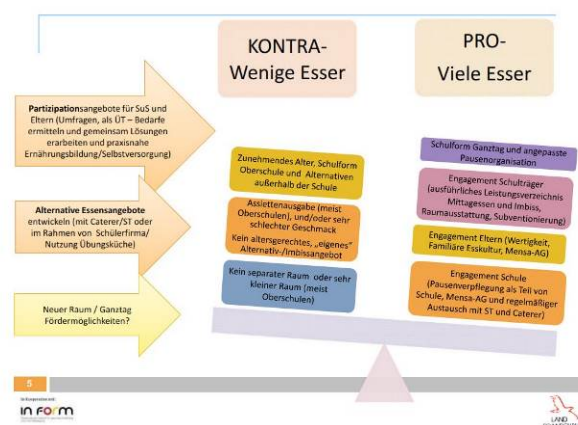 KONTRA-
Wenige Esser
PRO-
Viele Esser
Partizipationsangebote für SuS und
Eltern (Umfragen, als ÜT – Bedarfe
ermitteln und gemeinsam Lösungen
erarbeiten und praxisnahe
Ernährungsbildung/Selbstversorgung)
Alternative Essensangebote
entwickeln (mit Caterer/ST oder
im Rahmen von Schülerfirma/
Nutzung Übungsküche)
Neuer Raum / Ganztag
Fördermöglichkeiten?
Zunehmendes Alter, Schulform
Oberschule und Alternativen
außerhalb der Schule
Assiettenausgabe (meist
Oberschulen), und/oder sehr
schlechter Geschmack
Kein altersgerechtes, „eigenes"
Alternativ-/Imbissangebot
Kein separater Raum oder sehr
kleiner Raum (meist
Oberschulen)
Schulform Ganztag und angepasste
Pausenorganisation
Engagement Schulträger
(ausführliches Leistungsverzeichnis
Mittagessen und Imbiss,
Raumausstattung, Subventionierung)
Engagement Eltern (Wertigkeit,
Familiäre Esskultur, Mensa-AG)
Engagement Schule
(Pausenverpflegung als Teil von
Schule, Mensa-AG und regelmäßiger
Austausch mit ST und Caterer)
5
IN FORM
LAND